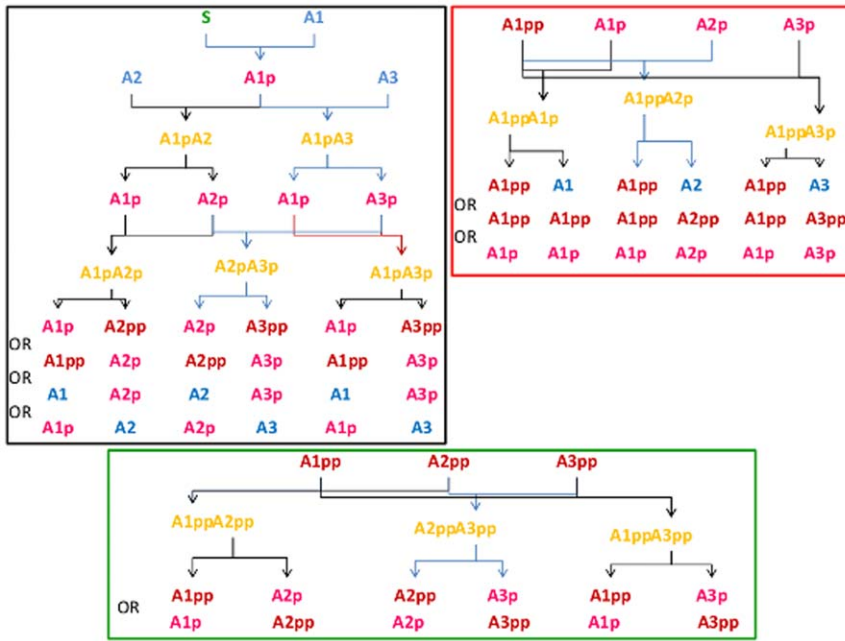 S A1
A2 A1p A3
A1pA2 A1pA3
A1p A2p A1p A3p
A1pA2p A2pA3p A1pA3p
A1p A2pp A2p A3pp A1p A3pp
OR
A1pp A2p A2pp A3p A1pp A3p
OR
A1 A2p A2 A3p A1 A3p
OR
A1p A2 A2p A3 A1p A3
A1pp A1p A2p A3p
A1ppA1p A1ppA2p A1ppA3p
A1pp A1 A1pp A2 A1pp A3
OR
A1pp A1pp A1pp A2pp A1pp A3pp
OR
A1p A1p A1p A2p A1p A3p
A1pp A2pp A3pp
A1ppA2pp A2ppA3pp A1ppA3pp
A1pp A2p A2pp A3p A1pp A3p
OR
A1p A2pp A2p A3pp A1p A3pp